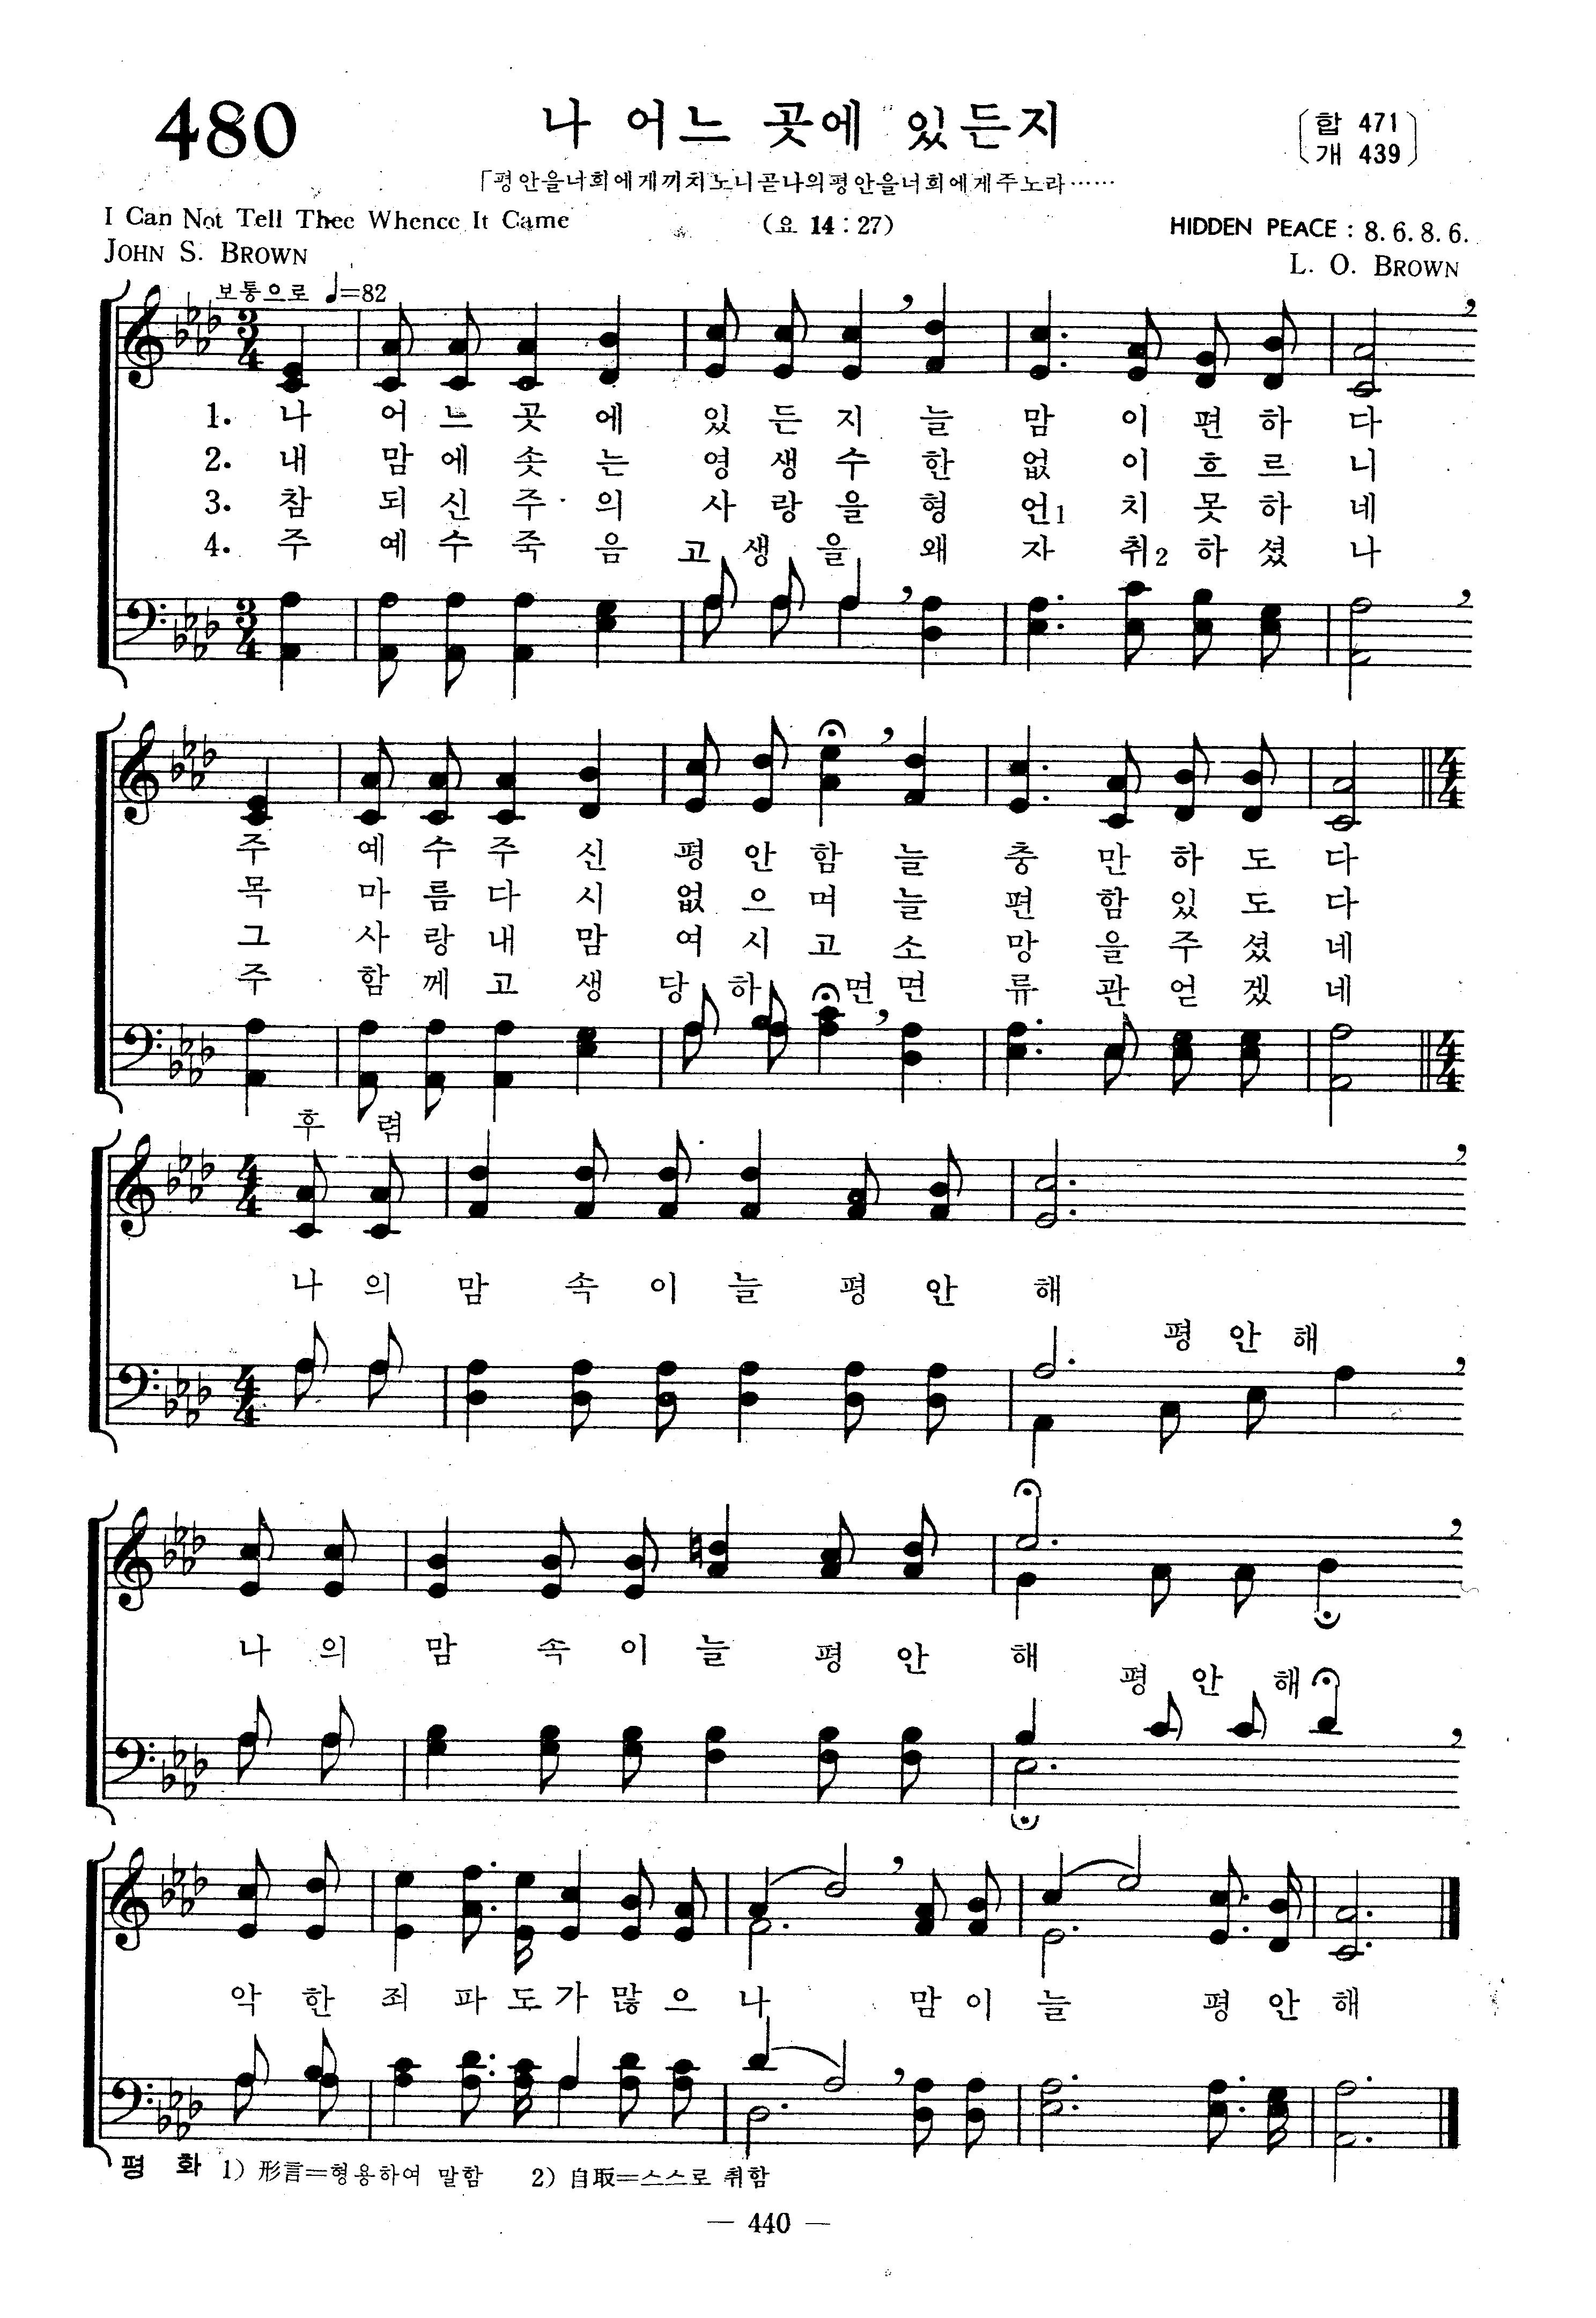 480
나 어느 곳에 있든지
합 471
개 439
「평안을너희에게끼치노니곧나의평안을너희에게주노라……
(요 14 : 27)
I Can Not Tell Thee Whence It Came
JOHN S. BROWN
HIDDEN PEACE : 8. 6. 8. 6.
L. O. BROWN
보통으로 ♩=82
1. 나 어느곳에 있든지 늘 맘이편하다
2. 내 맘에솟는 영생수 한 없이흐르니
3. 참 되신주의 사랑을 형 언1치못하네
4. 주 예수죽음 고생을 왜 자취2하셨나
주 예수주신 평안함 늘 충만하도다
목 마름다시 없으며 늘 편함있도다
그 사랑내맘 여시고 소 망을주셨네
주 함께고생 당하면 면 류관얻겠네
후 렴
나의 맘속이늘 평안 해
평안해
나의 맘속이늘 평안 해
평안해
악한 죄파도가많으 나 맘이 늘 평안 해
평 화 1) 形言=형용하여 말함 2) 自取=스스로 취함
— 440 —